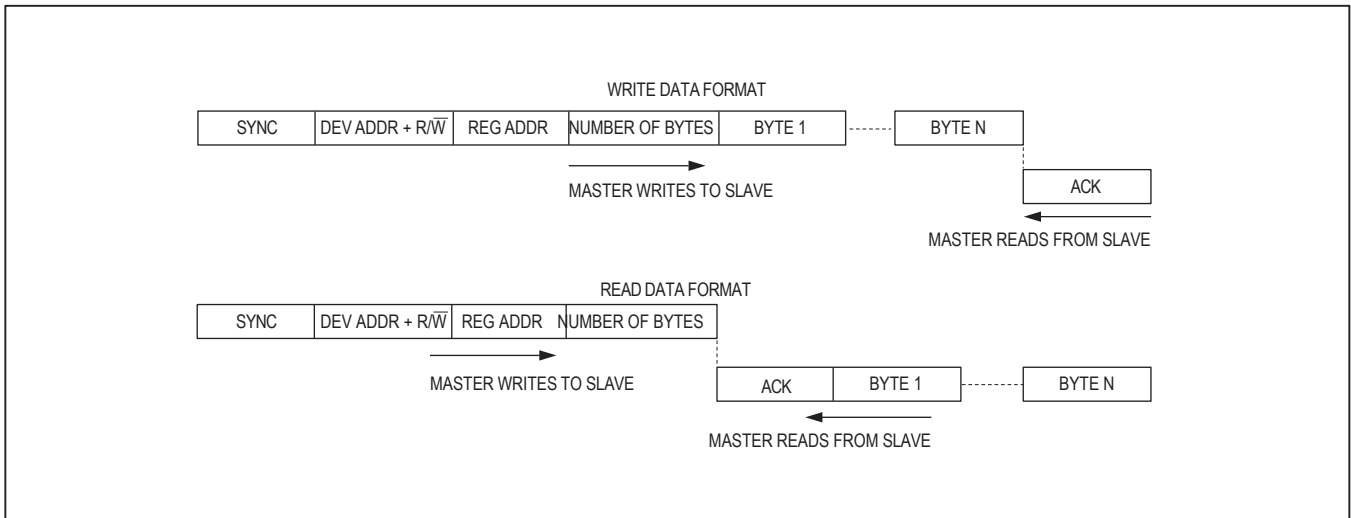 WRITE DATA FORMAT
SYNC DEV ADDR + R/W̅ REG ADDR NUMBER OF BYTES BYTE 1 BYTE N
MASTER WRITES TO SLAVE
ACK
MASTER READS FROM SLAVE
READ DATA FORMAT
SYNC DEV ADDR + R/W̅ REG ADDR NUMBER OF BYTES
MASTER WRITES TO SLAVE
ACK BYTE 1 BYTE N
MASTER READS FROM SLAVE